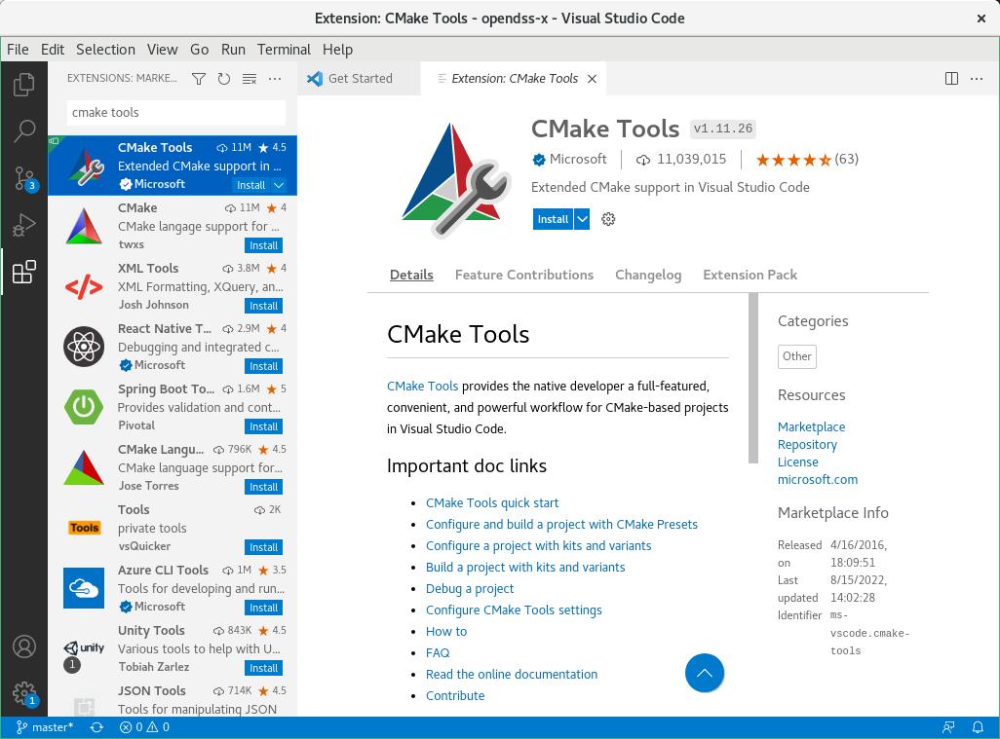 Extension: CMake Tools - opendss-x - Visual Studio Code
File Edit Selection View Go Run Terminal Help
EXTENSIONS: MARKE...
Get Started
Extension: CMake Tools
cmake tools
CMake Tools 11M 4.5
Extended CMake support in ...
Microsoft Install
CMake 11M 4
CMake langage support for ...
twxs Install
XML Tools 3.8M 4
XML Formatting, XQuery, an...
Josh Johnson Install
React Native T... 2.9M 4
Debugging and integrated c...
Microsoft Install
Spring Boot To... 1.6M 5
Provides validation and cont...
Pivotal Install
CMake Langu... 796K 4.5
CMake language support for...
Jose Torres Install
Tools 2K
Tools
private tools
vsQuicker Install
Azure CLI Tools 1M 3.5
Tools for developing and run...
Microsoft Install
Unity Tools 843K 4.5
unity
Various tools to help with U...
1
Tobiah Zarlez Install
JSON Tools 714K 4.5
Tools for manipulating JSON
3
1
CMake Tools v1.11.26
Microsoft 11,039,015 (63)
Extended CMake support in Visual Studio Code
Install
Details Feature Contributions Changelog Extension Pack
CMake Tools
CMake Tools provides the native developer a full-featured,
convenient, and powerful workflow for CMake-based projects
in Visual Studio Code.
Important doc links
• CMake Tools quick start
• Configure and build a project with CMake Presets
• Configure a project with kits and variants
• Build a project with kits and variants
• Debug a project
• Configure CMake Tools settings
• How to
• FAQ
• Read the online documentation
• Contribute
Categories
Other
Resources
Marketplace
Repository
License
microsoft.com
Marketplace Info
Released 4/16/2016,
on 18:09:51
Last 8/15/2022,
updated 14:02:28
Identifier ms-
vscode.cmake-
tools
master* 0 0